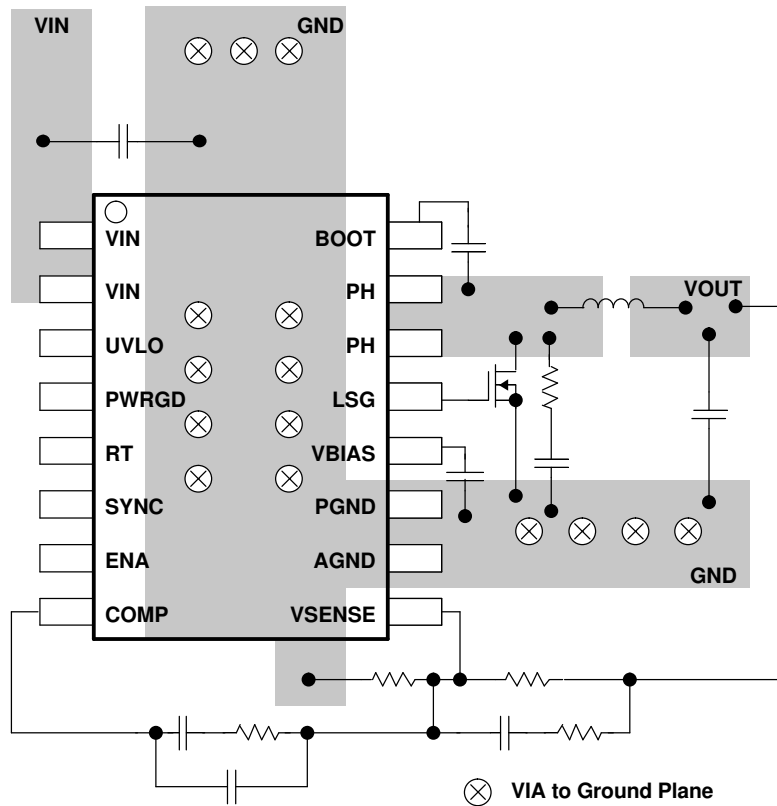 VIN
GND
VIN
BOOT
VIN
PH
VOUT
UVLO
PH
PWRGD
LSG
RT
VBIAS
SYNC
PGND
ENA
AGND
GND
COMP
VSENSE
VIA to Ground Plane